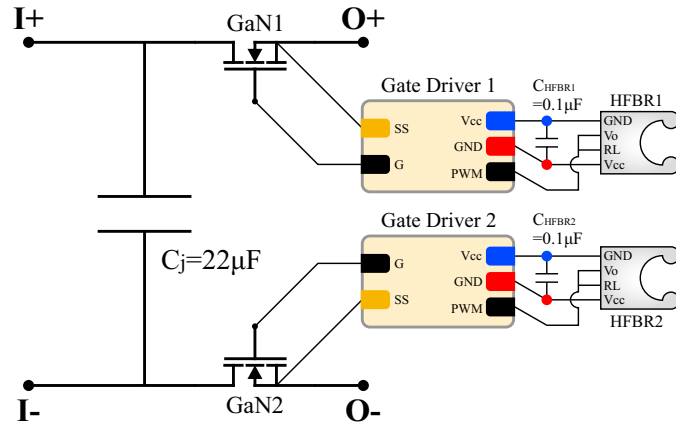 I+
GaN1
O+
Gate Driver 1
CHFBR1
=0.1µF
HFBR1
SS
G
Vcc
GND
PWM
GND
Vo
RL
Vcc
Cj=22µF
Gate Driver 2
CHFBR2
=0.1µF
G
SS
Vcc
GND
PWM
GND
Vo
RL
Vcc
HFBR2
I-
GaN2
O-